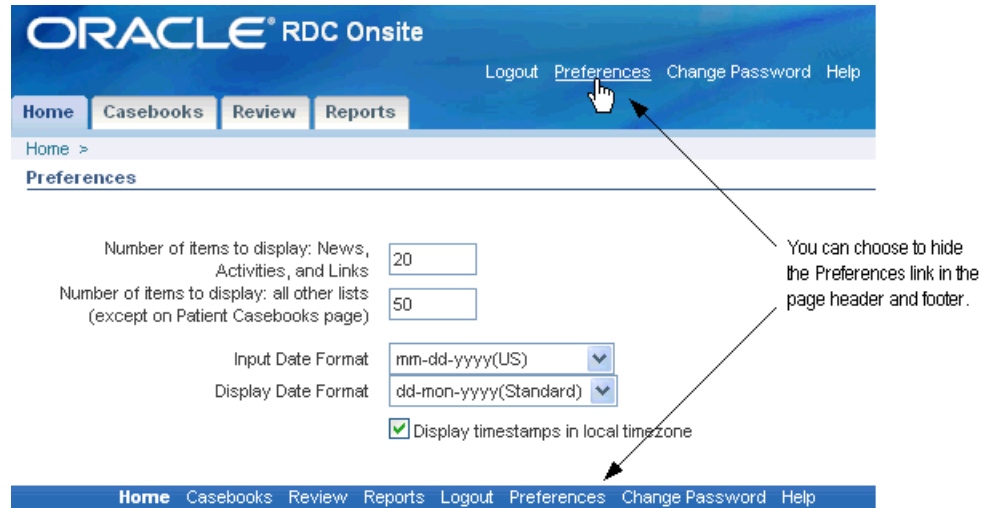 ORACLE® RDC Onsite
Logout Preferences Change Password Help
Home Casebooks Review Reports
Home >
Preferences
Number of items to display: News,
Activities, and Links
20
Number of items to display: all other lists
(except on Patient Casebooks page)
50
You can choose to hide
the Preferences link in the
page header and footer.
Input Date Format mm-dd-yyyy(US)
Display Date Format dd-mon-yyyy(Standard)
Display timestamps in local timezone
Home Casebooks Review Reports Logout Preferences Change Password Help